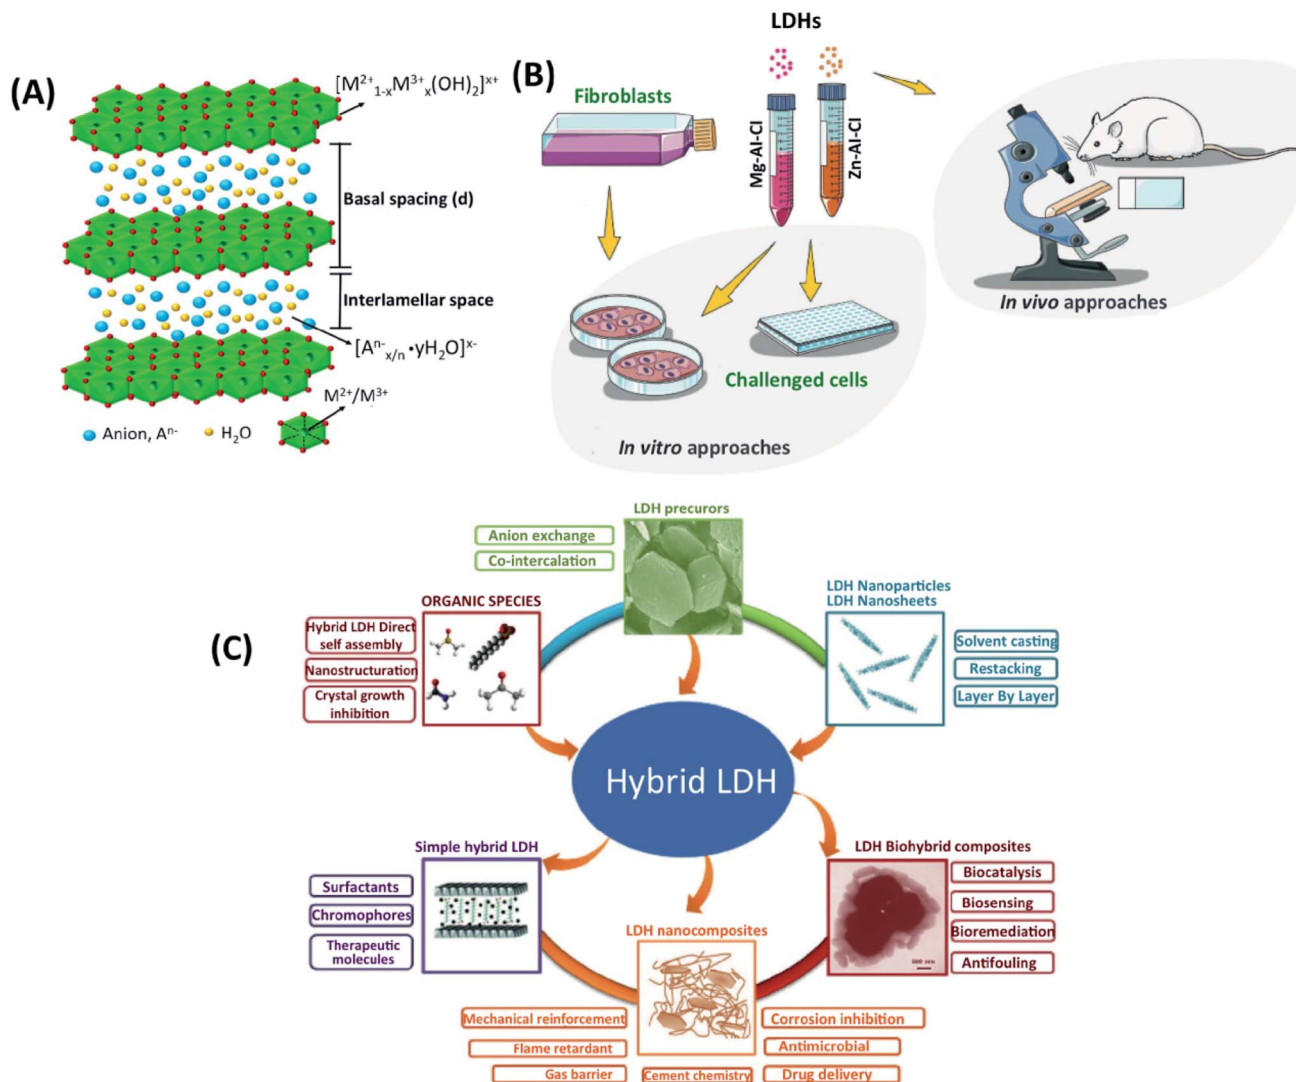 (A)
[M²⁺₁₋ₓM³⁺ₓ(OH)₂]ˣ⁺
Basal spacing (d)
Interlamellar space
[Aⁿ⁻ₓ/ₙ•yH₂O]ˣ⁻
M²⁺/M³⁺
Anion, Aⁿ⁻
H₂O
(B)
LDHs
Fibroblasts
Mg-Al-Cl
Zn-Al-Cl
In vivo approaches
Challenged cells
In vitro approaches
(C)
LDH precurors
Anion exchange
Co-intercalation
ORGANIC SPECIES
Hybrid LDH Direct
self assembly
Nanostructuration
Crystal growth
inhibition
LDH Nanoparticles
LDH Nanosheets
Solvent casting
Restacking
Layer By Layer
Hybrid LDH
Simple hybrid LDH
Surfactants
Chromophores
Therapeutic
molecules
LDH Biohybrid composites
Biocatalysis
Biosensing
Bioremediation
Antifouling
LDH nanocomposites
Mechanical reinforcement
Flame retardant
Gas barrier
Cement chemistry
Corrosion inhibition
Antimicrobial
Drug delivery